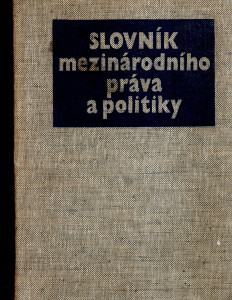 SLOVNÍK
mezinárodního
práva
a politiky